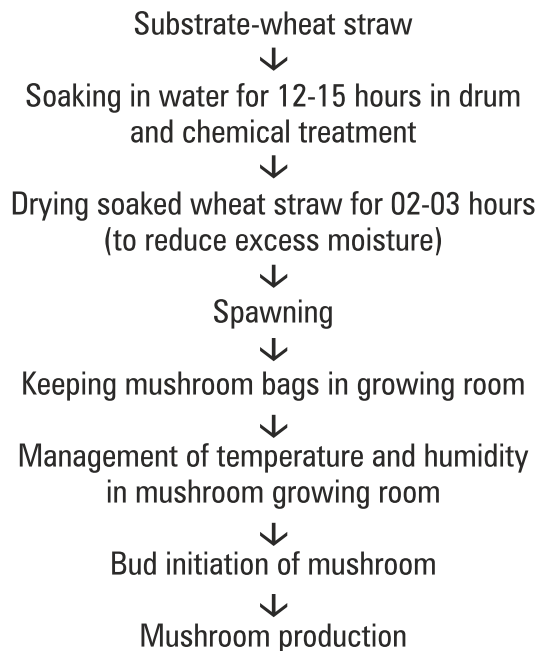 Substrate-wheat straw
↓
Soaking in water for 12-15 hours in drum
and chemical treatment
↓
Drying soaked wheat straw for 02-03 hours
(to reduce excess moisture)
↓
Spawning
↓
Keeping mushroom bags in growing room
↓
Management of temperature and humidity
in mushroom growing room
↓
Bud initiation of mushroom
↓
Mushroom production